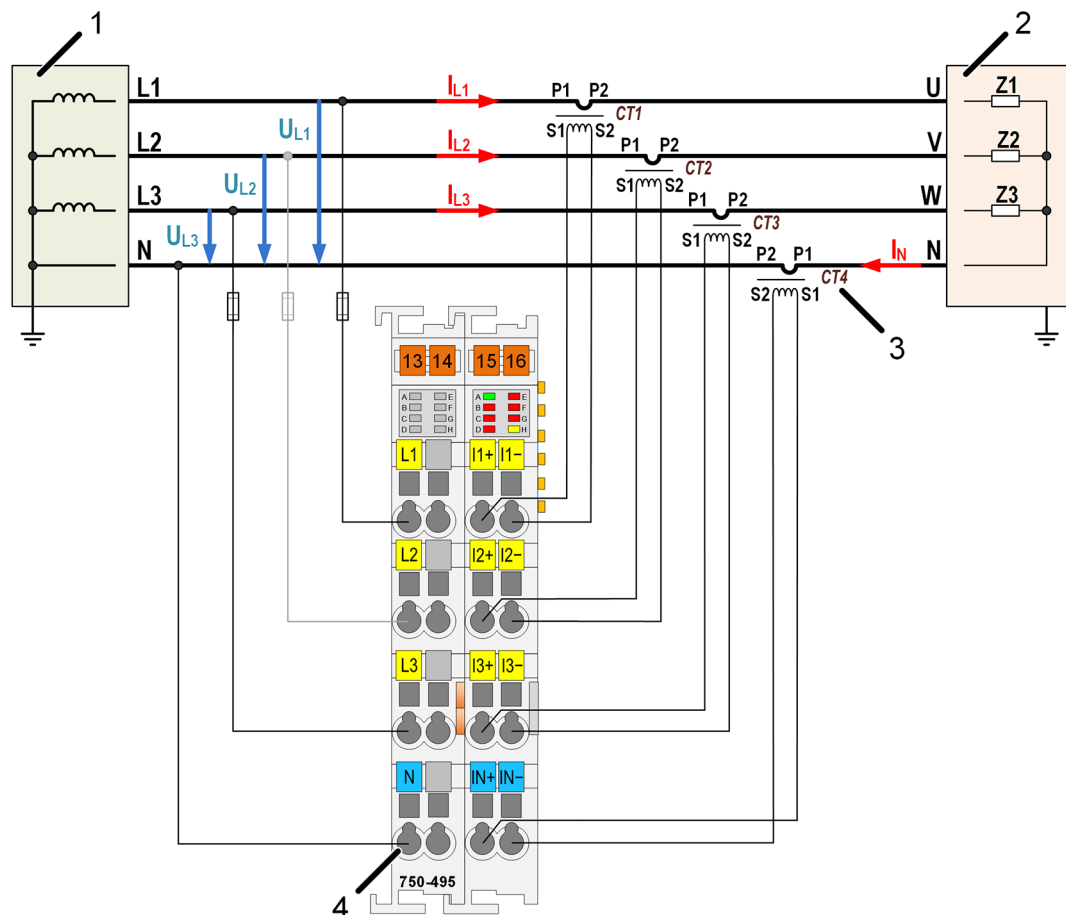 1
2
L1
IL1
P1 P2
CT1
U
Z1
S1 S2
UL1
L2
IL2
P1 P2
CT2
V
Z2
S1 S2
UL2
L3
IL3
P1 P2
CT3
W
Z3
S1 S2
UL3
N
P2 P1
CT4
IN
N
S2 S1
3
13 14 15 16
A E A E
B F B F
C G C G
D H D H
L1 I1+ I1−
L2 I2+ I2−
L3 I3+ I3−
N IN+ IN−
750-495
4